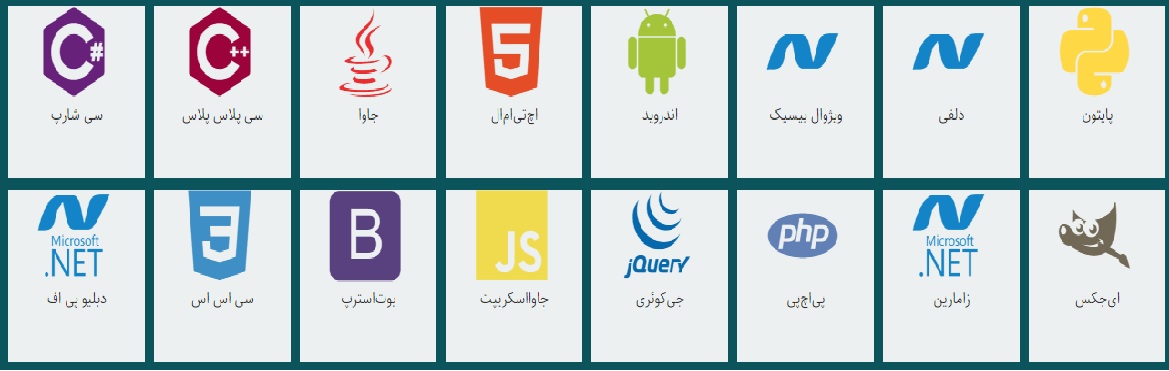 پایتون
دلفی
ویژوال بیسیک
اندروید
اچ‌تی‌ام‌ال
جاوا
سی پلاس پلاس
سی شارپ
C++
C#
5
ای‌جکس
زامارین
Microsoft
.NET
php
پی‌اچ‌پی
jQuery
جی‌کوئری
JS
جاوااسکریپت
B
بوت‌استرپ
3
سی اس اس
Microsoft
.NET
دبلیو پی اف